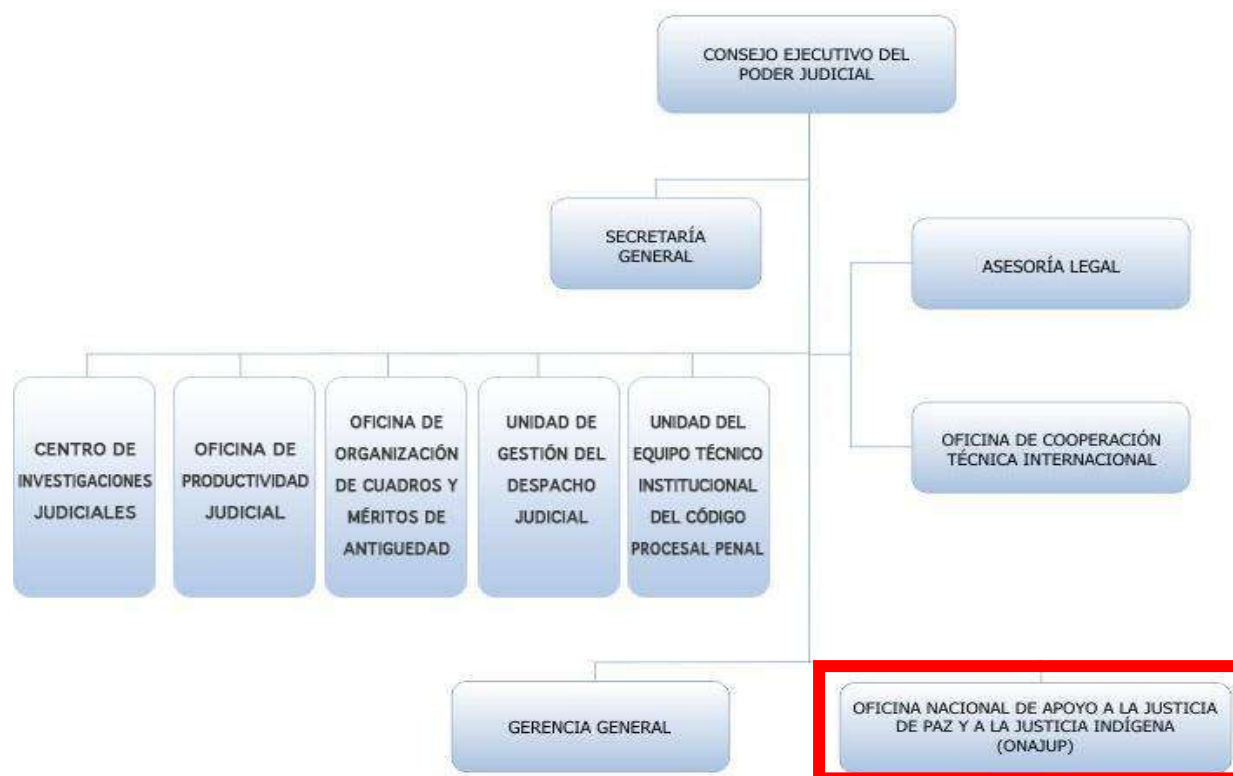 CONSEJO EJECUTIVO DEL
PODER JUDICIAL
SECRETARÍA
GENERAL
ASESORÍA LEGAL
CENTRO DE
INVESTIGACIONES
JUDICIALES
OFICINA DE
PRODUCTIVIDAD
JUDICIAL
OFICINA DE
ORGANIZACIÓN
DE CUADROS Y
MÉRITOS DE
ANTIGUEDAD
UNIDAD DE
GESTIÓN DEL
DESPACHO
JUDICIAL
UNIDAD DEL
EQUIPO TÉCNICO
INSTITUCIONAL
DEL CÓDIGO
PROCESAL PENAL
OFICINA DE COOPERACIÓN
TÉCNICA INTERNACIONAL
GERENCIA GENERAL
OFICINA NACIONAL DE APOYO A LA JUSTICIA
DE PAZ Y A LA JUSTICIA INDÍGENA
(ONAJUP)